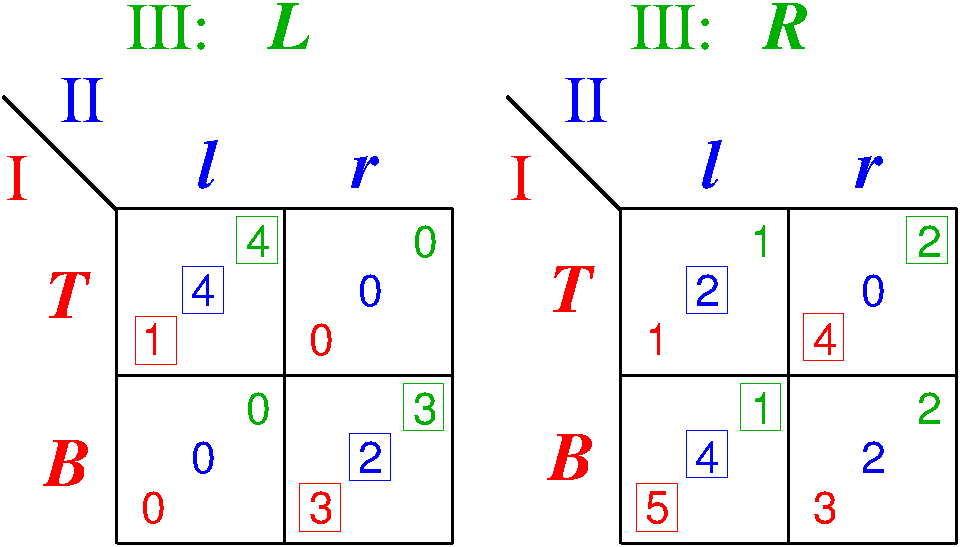 III: L III: R
II II
I l r I l r
4 0 1 2
T 4 0 T 2 0
1 0 1 4
0 3 1 2
B 0 2 B 4 2
0 3 5 3